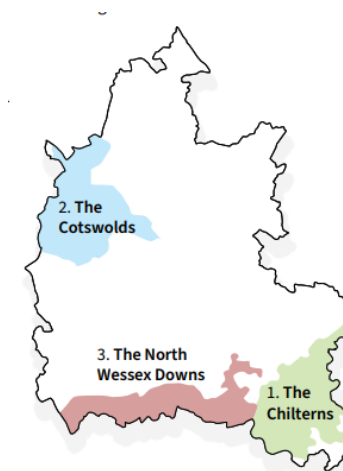 2. The
Cotswolds
3. The North
Wessex Downs
1. The
Chilterns